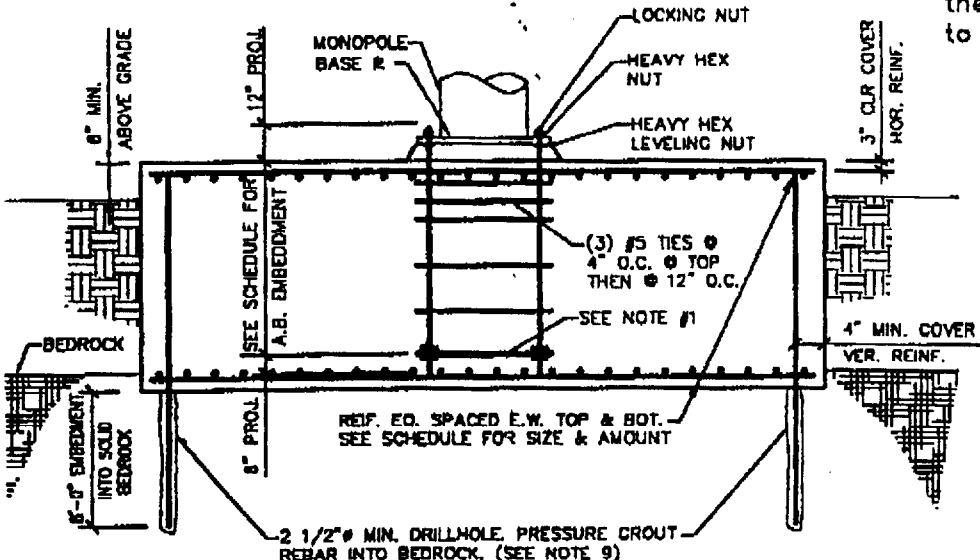 the
to
LOCKING NUT
MONOPOLE
BASE PL
HEAVY HEX
NUT
HEAVY HEX
LEVELING NUT
6" MIN.
ABOVE GRADE
12" PROJ.
3" CLR COVER
HOR. REINF.
SEE SCHEDULE FOR
A.B. EMBEDDMENT
(3) #5 TIES @
4" O.C. @ TOP
THEN @ 12" O.C.
SEE NOTE #1
BEDROCK
4" MIN. COVER
VER. REINF.
REIF. EQ. SPACED E.W. TOP & BOT.
SEE SCHEDULE FOR SIZE & AMOUNT
8" PROJ.
EMBEDMENT
INTO SOLID
BEDROCK
2 1/2"ø MIN. DRILLHOLE. PRESSURE GROUT
REBAR INTO BEDROCK. (SEE NOTE 9)